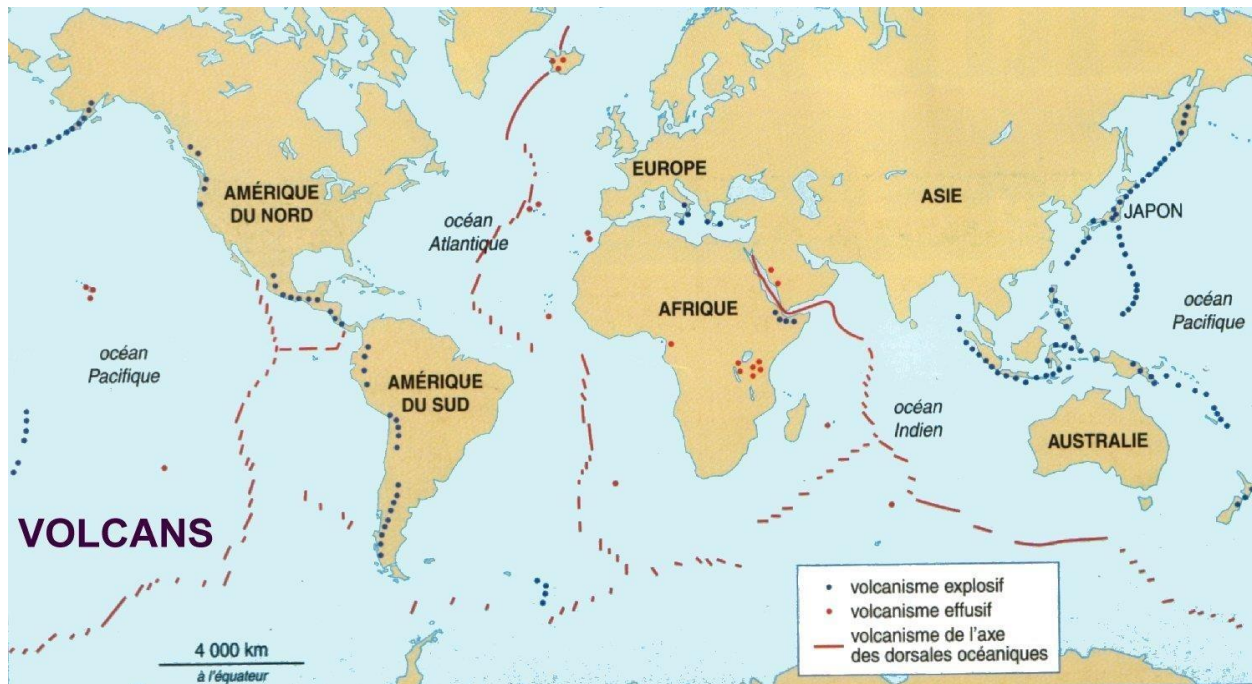 EUROPE
AMÉRIQUE
DU NORD
ASIE
océan
Atlantique
JAPON
océan
Pacifique
AFRIQUE
océan
Pacifique
AMÉRIQUE
DU SUD
océan
Indien
AUSTRALIE
VOLCANS
volcanisme explosif
volcanisme effusif
volcanisme de l'axe
des dorsales océaniques
4 000 km
à l'équateur